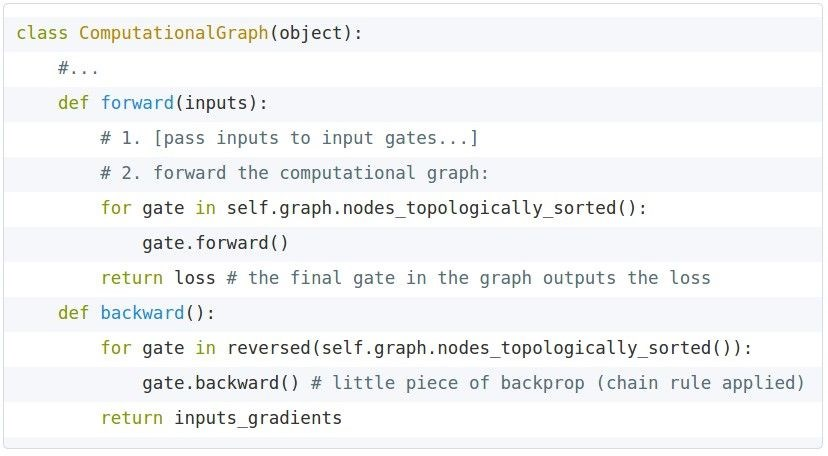 class ComputationalGraph(object):
#...
def forward(inputs):
# 1. [pass inputs to input gates...]
# 2. forward the computational graph:
for gate in self.graph.nodes_topologically_sorted():
gate.forward()
return loss # the final gate in the graph outputs the loss
def backward():
for gate in reversed(self.graph.nodes_topologically_sorted()):
gate.backward() # little piece of backprop (chain rule applied)
return inputs_gradients